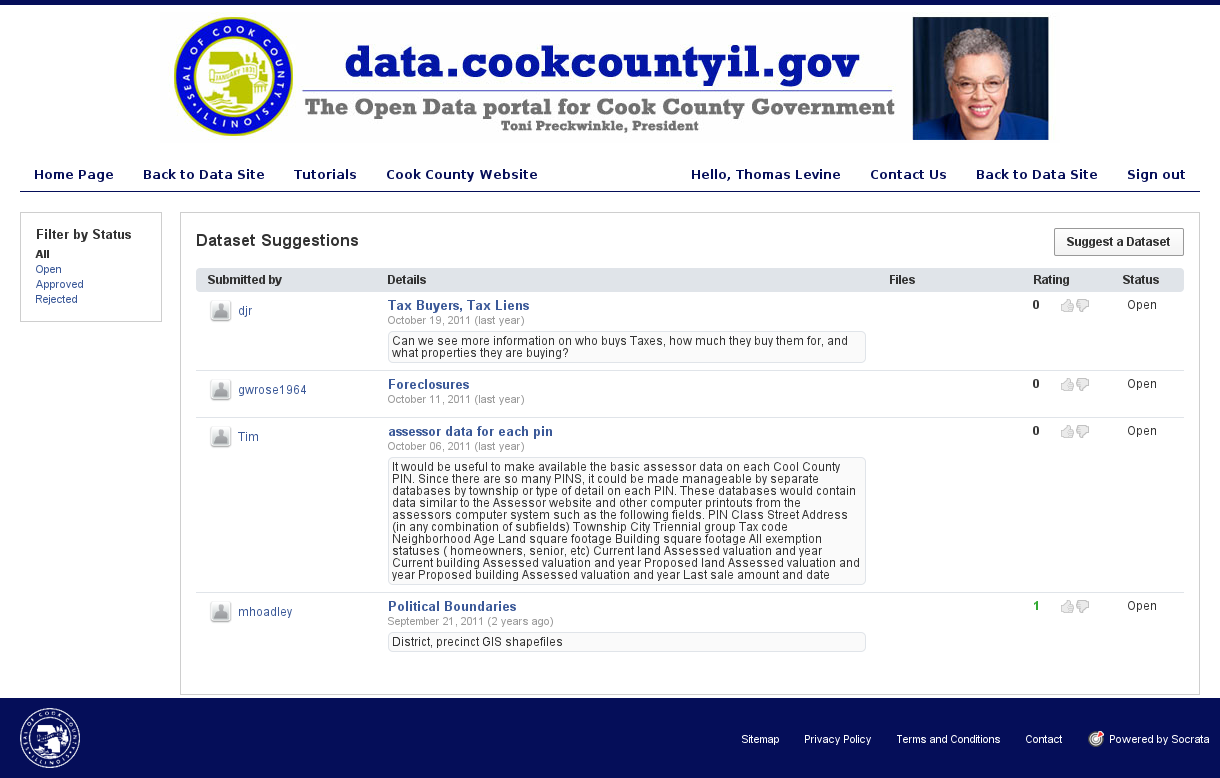 SEAL OF COOK COUNTY
ILLINOIS
JANUARY 1831
data.cookcountyil.gov
The Open Data portal for Cook County Government
Toni Preckwinkle, President
Home Page Back to Data Site Tutorials Cook County Website Hello, Thomas Levine Contact Us Back to Data Site Sign out
Filter by Status
All
Open
Approved
Rejected
Dataset Suggestions
Suggest a Dataset
Submitted by Details Files Rating Status
djr Tax Buyers, Tax Liens 0 Open
October 19, 2011 (last year)
Can we see more information on who buys Taxes, how much they buy them for, and
what properties they are buying?
gwrose1964 Foreclosures 0 Open
October 11, 2011 (last year)
Tim assessor data for each pin 0 Open
October 06, 2011 (last year)
It would be useful to make available the basic assessor data on each Cool County
PIN. Since there are so many PINS, it could be made manageable by separate
databases by township or type of detail on each PIN. These databases would contain
data similar to the Assessor website and other computer printouts from the
assessors computer system such as the following fields. PIN Class Street Address
(in any combination of subfields) Township City Triennial group Tax code
Neighborhood Age Land square footage Building square footage All exemption
statuses ( homeowners, senior, etc) Current land Assessed valuation and year
Current building Assessed valuation and year Proposed land Assessed valuation and
year Proposed building Assessed valuation and year Last sale amount and date
mhoadley Political Boundaries 1 Open
September 21, 2011 (2 years ago)
District, precinct GIS shapefiles
SEAL OF COOK COUNTY
ILLINOIS
Sitemap Privacy Policy Terms and Conditions Contact Powered by Socrata